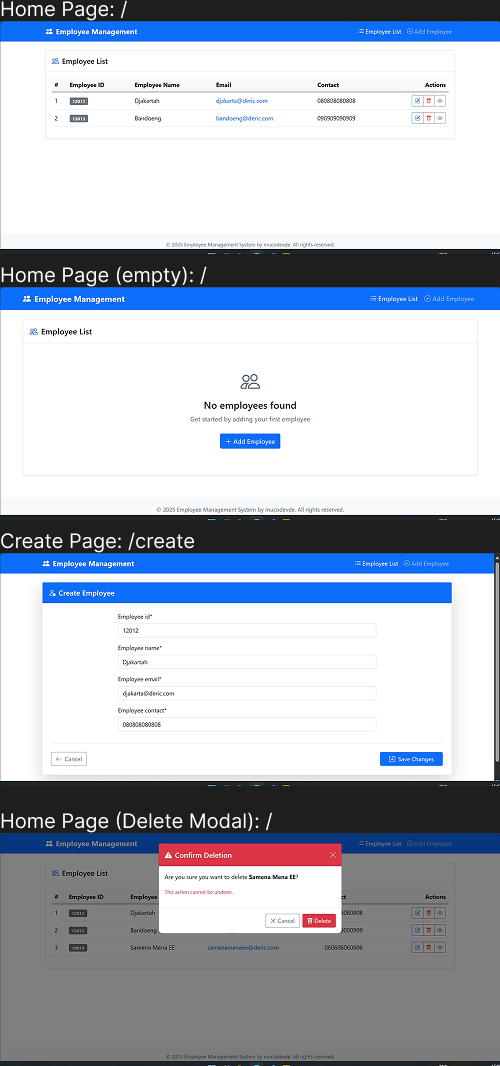 Home Page: /
Employee Management
Employee List Add Employee
Employee List
# Employee ID Employee Name Email Contact Actions
1 12012 Djakartah djakarta@deric.com 080808080808
2 13013 Bandoeng bandoeng@deric.com 090909090909
© 2025 Employee Management System by mucodevde. All rights reserved.
Home Page (empty): /
Employee Management
Employee List Add Employee
Employee List
No employees found
Get started by adding your first employee
+ Add Employee
© 2025 Employee Management System by mucodevde. All rights reserved.
Create Page: /create
Employee Management
Employee List Add Employee
Create Employee
Employee id*
12012
Employee name*
Djakartah
Employee email*
djakarta@deric.com
Employee contact*
080808080808
← Cancel
Save Changes
Home Page (Delete Modal): /
Employee Management
Employee List Add Employee
Confirm Deletion
Are you sure you want to delete Samena Mena EE?
This action cannot be undone.
Cancel
Delete
Employee List
# Employee ID Employee
Actions
1 12012 Djakartah
2 Bandoeng
3 Samena Mena EE samenamenaee@deric.com 060606060606
© 2025 Employee Management System by mucodevde. All rights reserved.